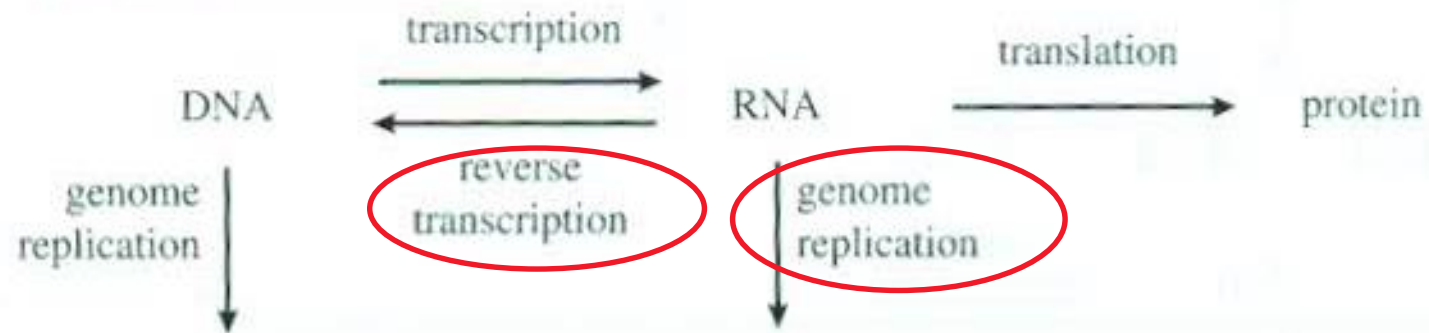 transcription
translation
DNA
RNA
protein
reverse
transcription
genome
replication
genome
replication